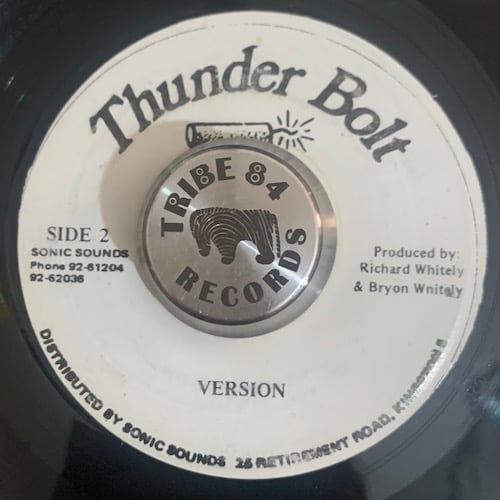 Thunder Bolt
TRIBE 84
RECORDS
SIDE 2
SONIC SOUNDS
Phone 92-61204
92-62036
Produced by:
Richard Whitely
& Bryon Wnitely
VERSION
DISTRIBUTED BY SONIC SOUNDS 25 RETIREMENT ROAD, KINGSTON 5